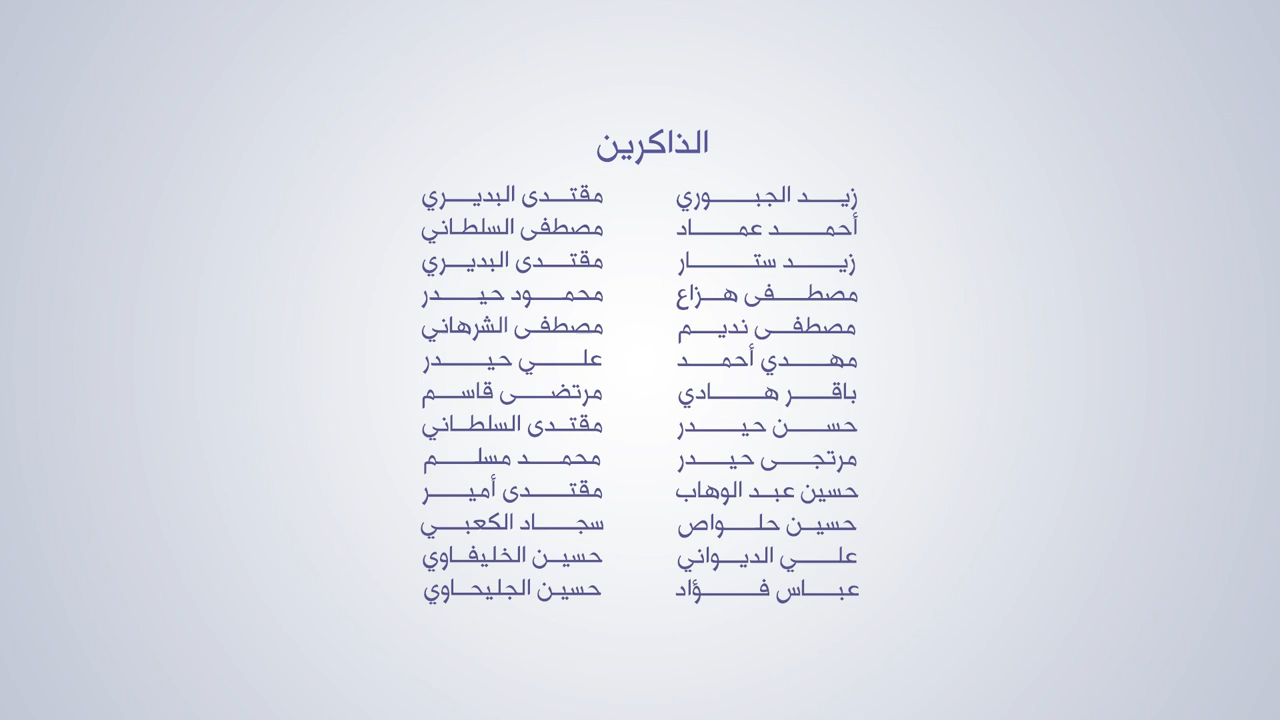 الذاكرين
زيد الجبوري
أحمد عماد
زيد ستار
مصطفى هزاع
مصطفى نديم
مهدي أحمد
باقر هادي
حسن حيدر
مرتجى حيدر
حسين عبد الوهاب
حسين حلواص
علي الديواني
عباس فؤاد
مقتدى البديري
مصطفى السلطاني
مقتدى البديري
محمود حيدر
مصطفى الشرهاني
علي حيدر
مرتضى قاسم
مقتدى السلطاني
محمد مسلم
مقتدى أمير
سجاد الكعبي
حسين الخليفاوي
حسين الجليحاوي